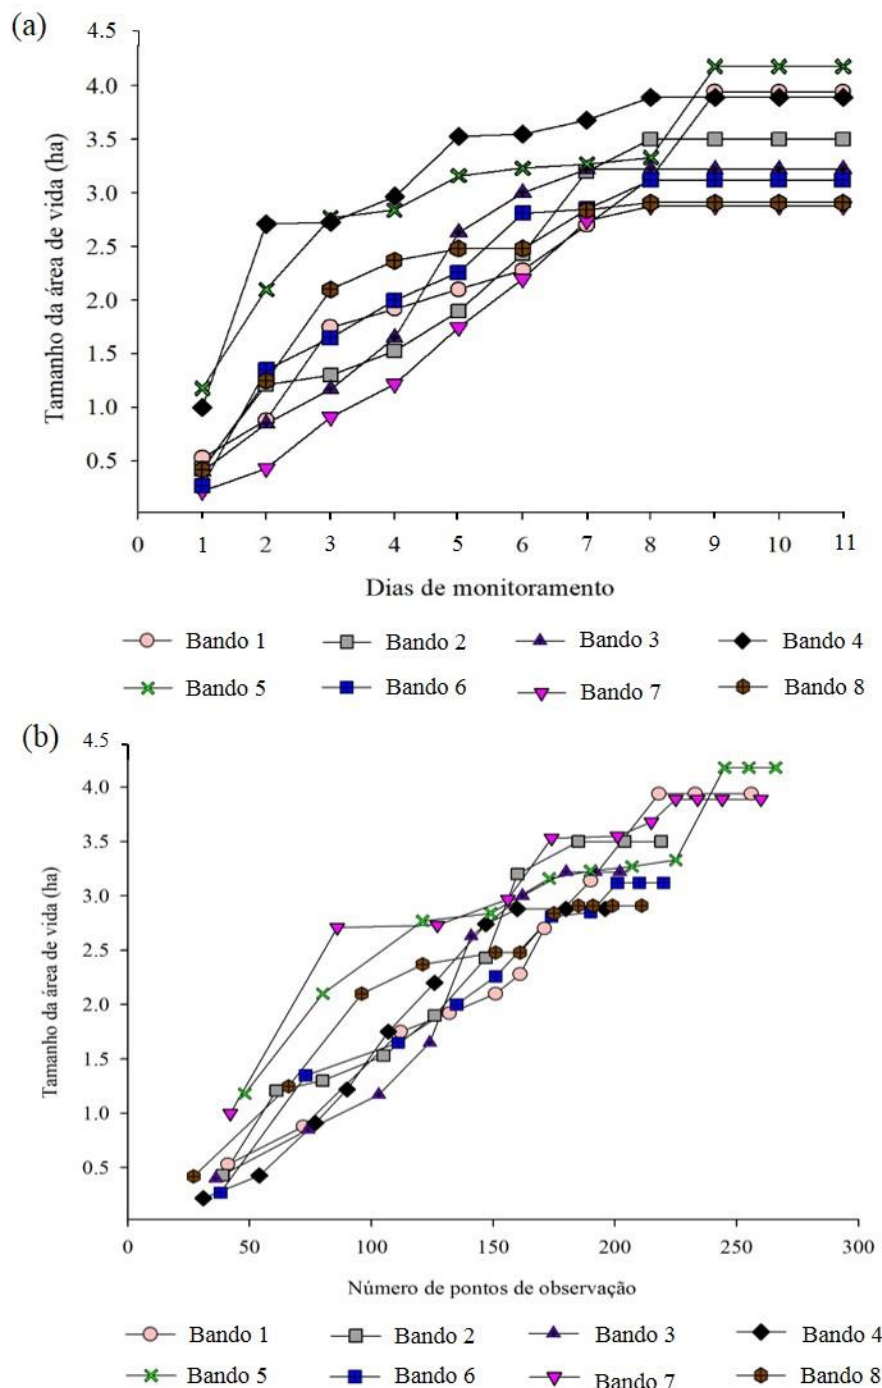 (a)
4.5
4.0
3.5
3.0
2.5
2.0
1.5
1.0
0.5
Tamanho da área de vida (ha)
0 1 2 3 4 5 6 7 8 9 10 11
Dias de monitoramento
Bando 1 Bando 2 Bando 3 Bando 4
Bando 5 Bando 6 Bando 7 Bando 8
(b)
4.5
4.0
3.5
3.0
2.5
2.0
1.5
1.0
0.5
Tamanho da área de vida (ha)
0 50 100 150 200 250 300
Número de pontos de observação
Bando 1 Bando 2 Bando 3 Bando 4
Bando 5 Bando 6 Bando 7 Bando 8